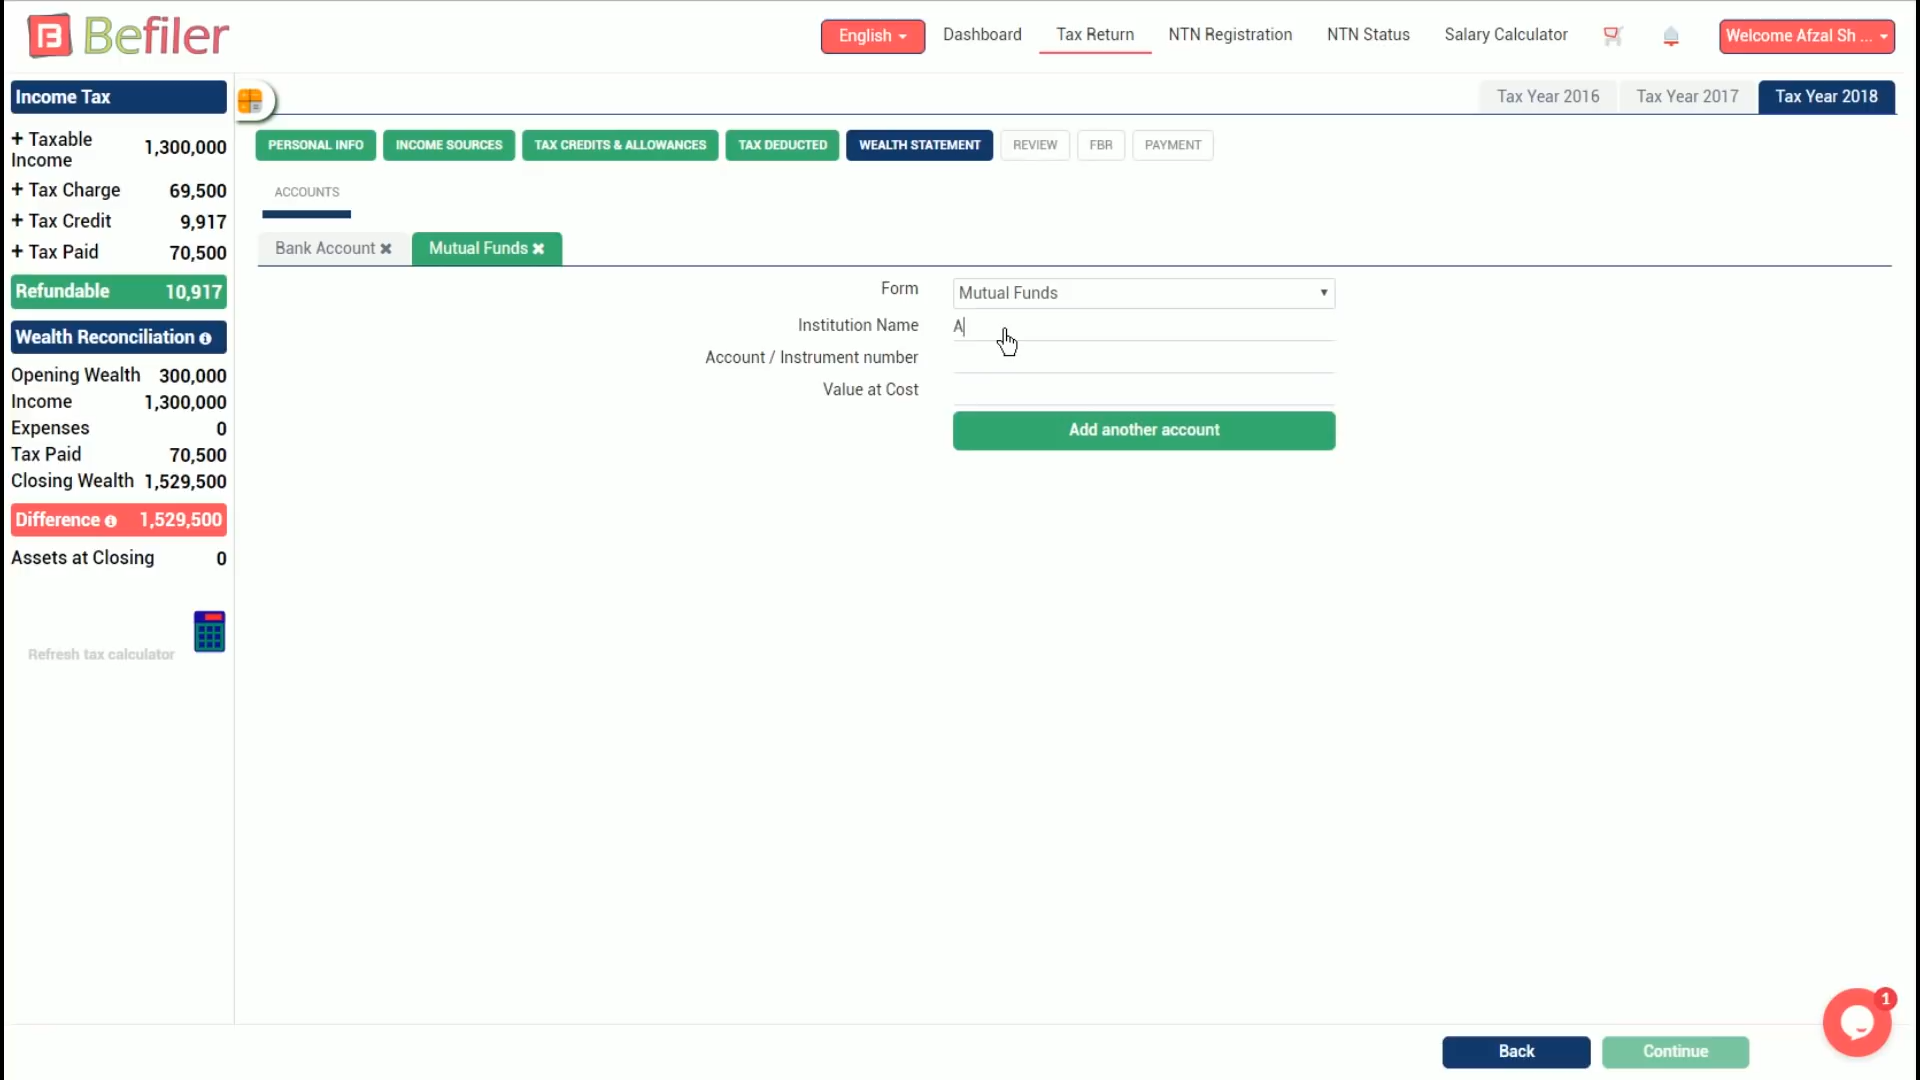 Befiler
English
Dashboard
Tax Return
NTN Registration
NTN Status
Salary Calculator
Welcome Afzal Sh ...
Income Tax
+ Taxable Income 1,300,000
+ Tax Charge 69,500
+ Tax Credit 9,917
+ Tax Paid 70,500
Refundable 10,917
Wealth Reconciliation
Opening Wealth 300,000
Income 1,300,000
Expenses 0
Tax Paid 70,500
Closing Wealth 1,529,500
Difference 1,529,500
Assets at Closing 0
Refresh tax calculator
Tax Year 2016
Tax Year 2017
Tax Year 2018
PERSONAL INFO
INCOME SOURCES
TAX CREDITS & ALLOWANCES
TAX DEDUCTED
WEALTH STATEMENT
REVIEW
FBR
PAYMENT
ACCOUNTS
Bank Account ✖
Mutual Funds ✖
Form Mutual Funds
Institution Name A
Account / Instrument number
Value at Cost
Add another account
Back
Continue
1